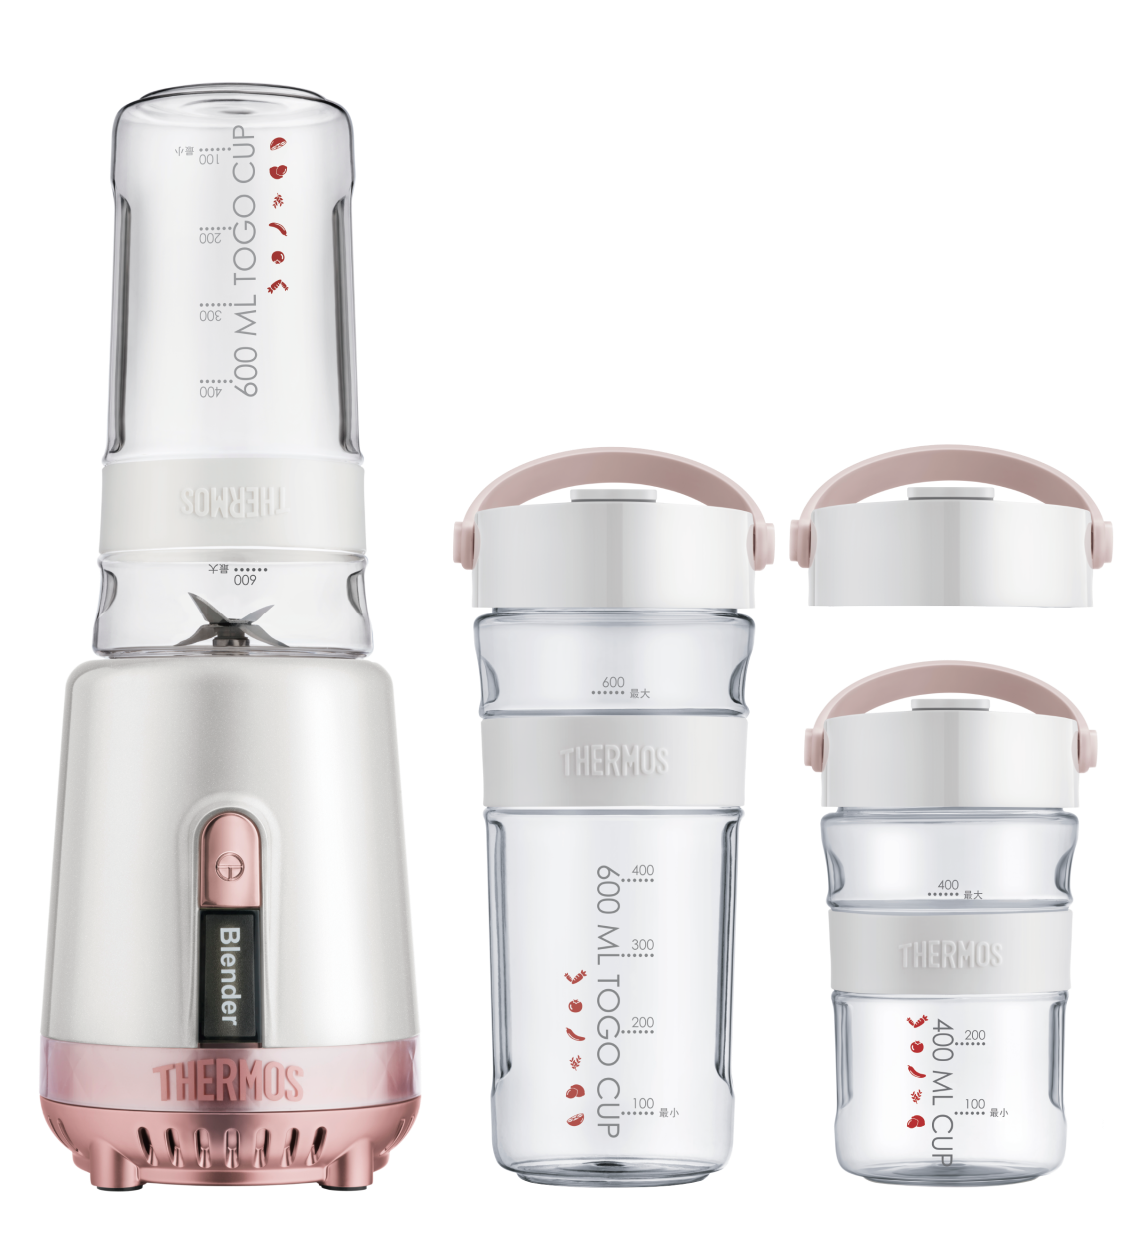 最小
100
200
300
400
600 ML TOGO CUP
THERMOS
最大
600
Blender
THERMOS
600
最大
THERMOS
400
300
200
100 最小
600 ML TOGO CUP
400
最大
THERMOS
200
100 最小
400 ML CUP